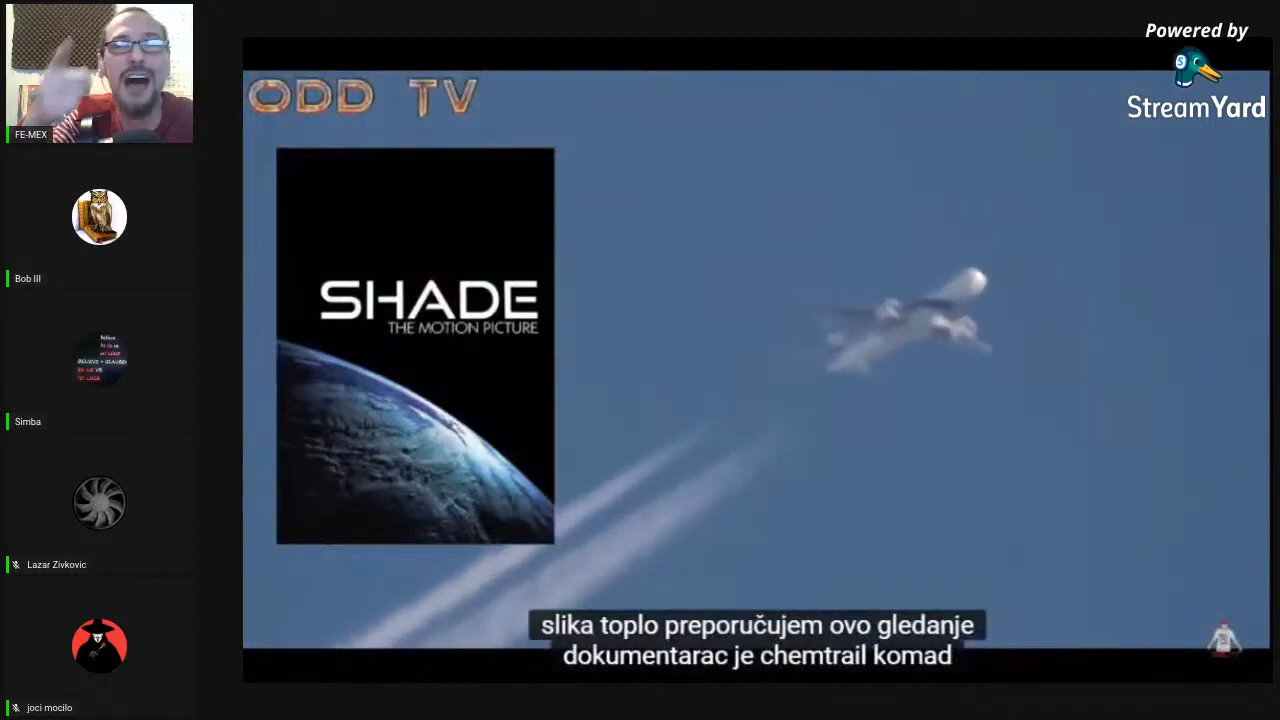 Powered by
StreamYard
ODD TV
SHADE
THE MOTION PICTURE
FE-MEX
Bob III
Simba
Lazar Zivkovic
joci mocilo
slika toplo preporučujem ovo gledanje
dokumentarac je chemtrail komad